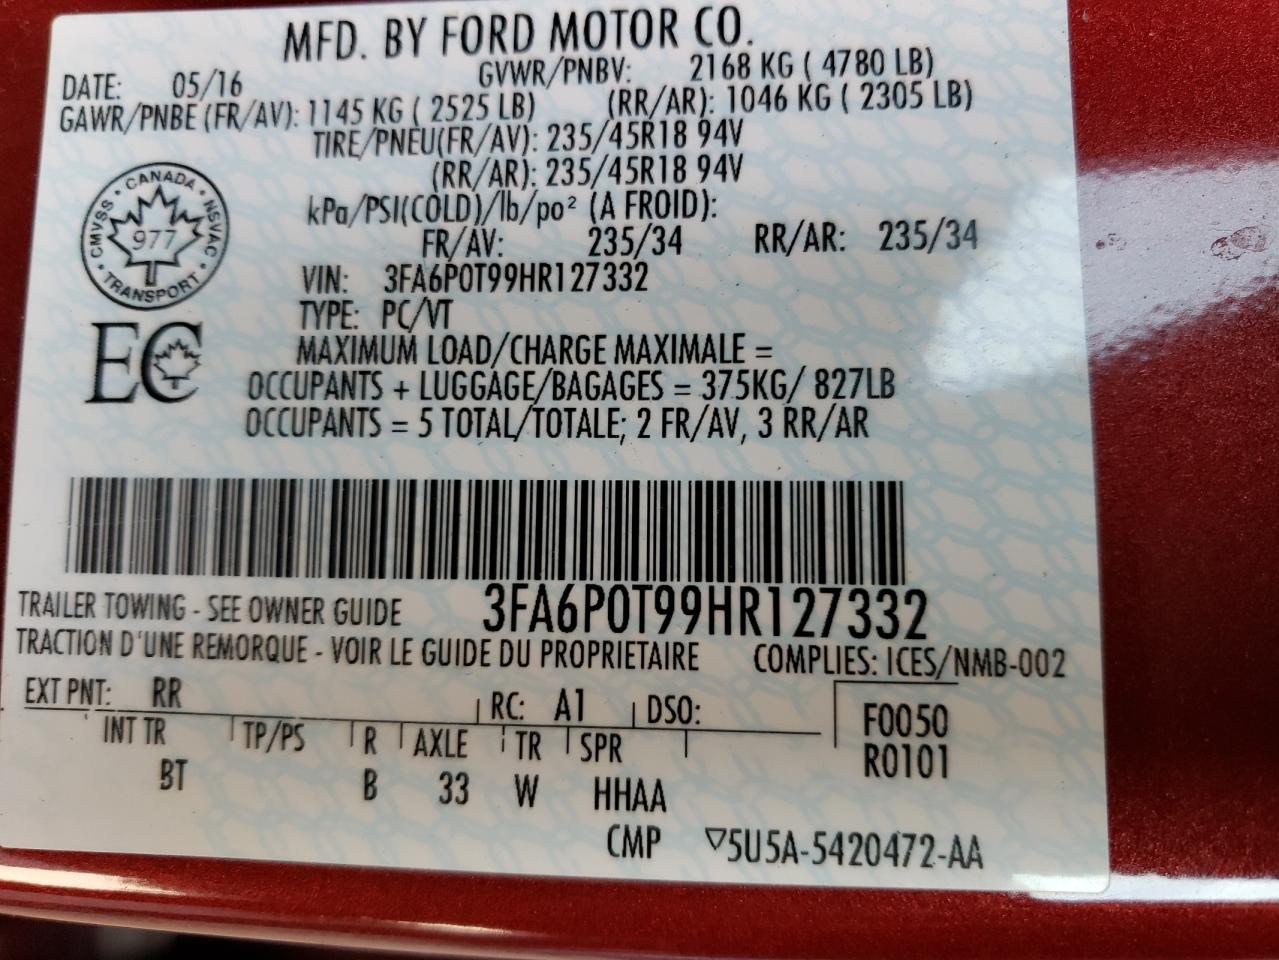 MFD. BY FORD MOTOR CO.
DATE: 05/16 GVWR/PNBV: 2168 KG ( 4780 LB)
GAWR/PNBE (FR/AV): 1145 KG ( 2525 LB) (RR/AR): 1046 KG ( 2305 LB)
TIRE/PNEU(FR/AV): 235/45R18 94V
(RR/AR): 235/45R18 94V
kPa/PSI(COLD)/lb/po² (A FROID):
FR/AV: 235/34 RR/AR: 235/34
VIN: 3FA6P0T99HR127332
TYPE: PC/VT
MAXIMUM LOAD/CHARGE MAXIMALE =
OCCUPANTS + LUGGAGE/BAGAGES = 375KG/ 827LB
OCCUPANTS = 5 TOTAL/TOTALE; 2 FR/AV, 3 RR/AR
CANADA
CMVSS
NSVAC
977
TRANSPORT
EC
3FA6P0T99HR127332
TRAILER TOWING - SEE OWNER GUIDE
TRACTION D'UNE REMORQUE - VOIR LE GUIDE DU PROPRIETAIRE COMPLIES: ICES/NMB-002
EXT PNT: RR RC: A1 DSO: F0050
INT TR TP/PS R AXLE TR SPR R0101
BT B 33 W HHAA
CMP ▽5U5A-5420472-AA